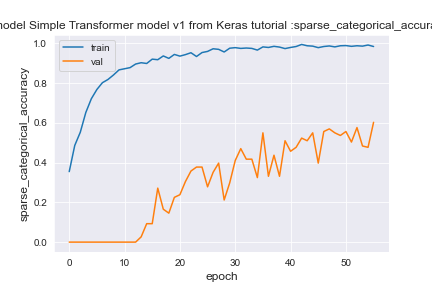 model Simple Transformer model v1 from Keras tutorial :sparse_categorical_accura
train
val
1.0
0.8
0.6
0.4
0.2
0.0
sparse_categorical_accuracy
0
10
20
30
40
50
epoch